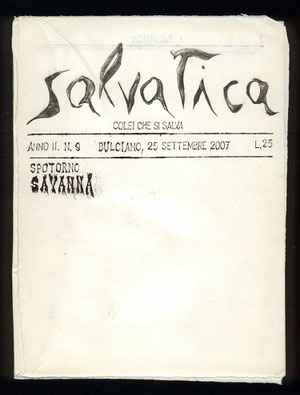 salvaTica
COLEI CHE SI SALVA
ANNO II. N. 9 BULCIANO, 25 SETTEMBRE 2007 L.25
SPOTORNO
SAVANNA